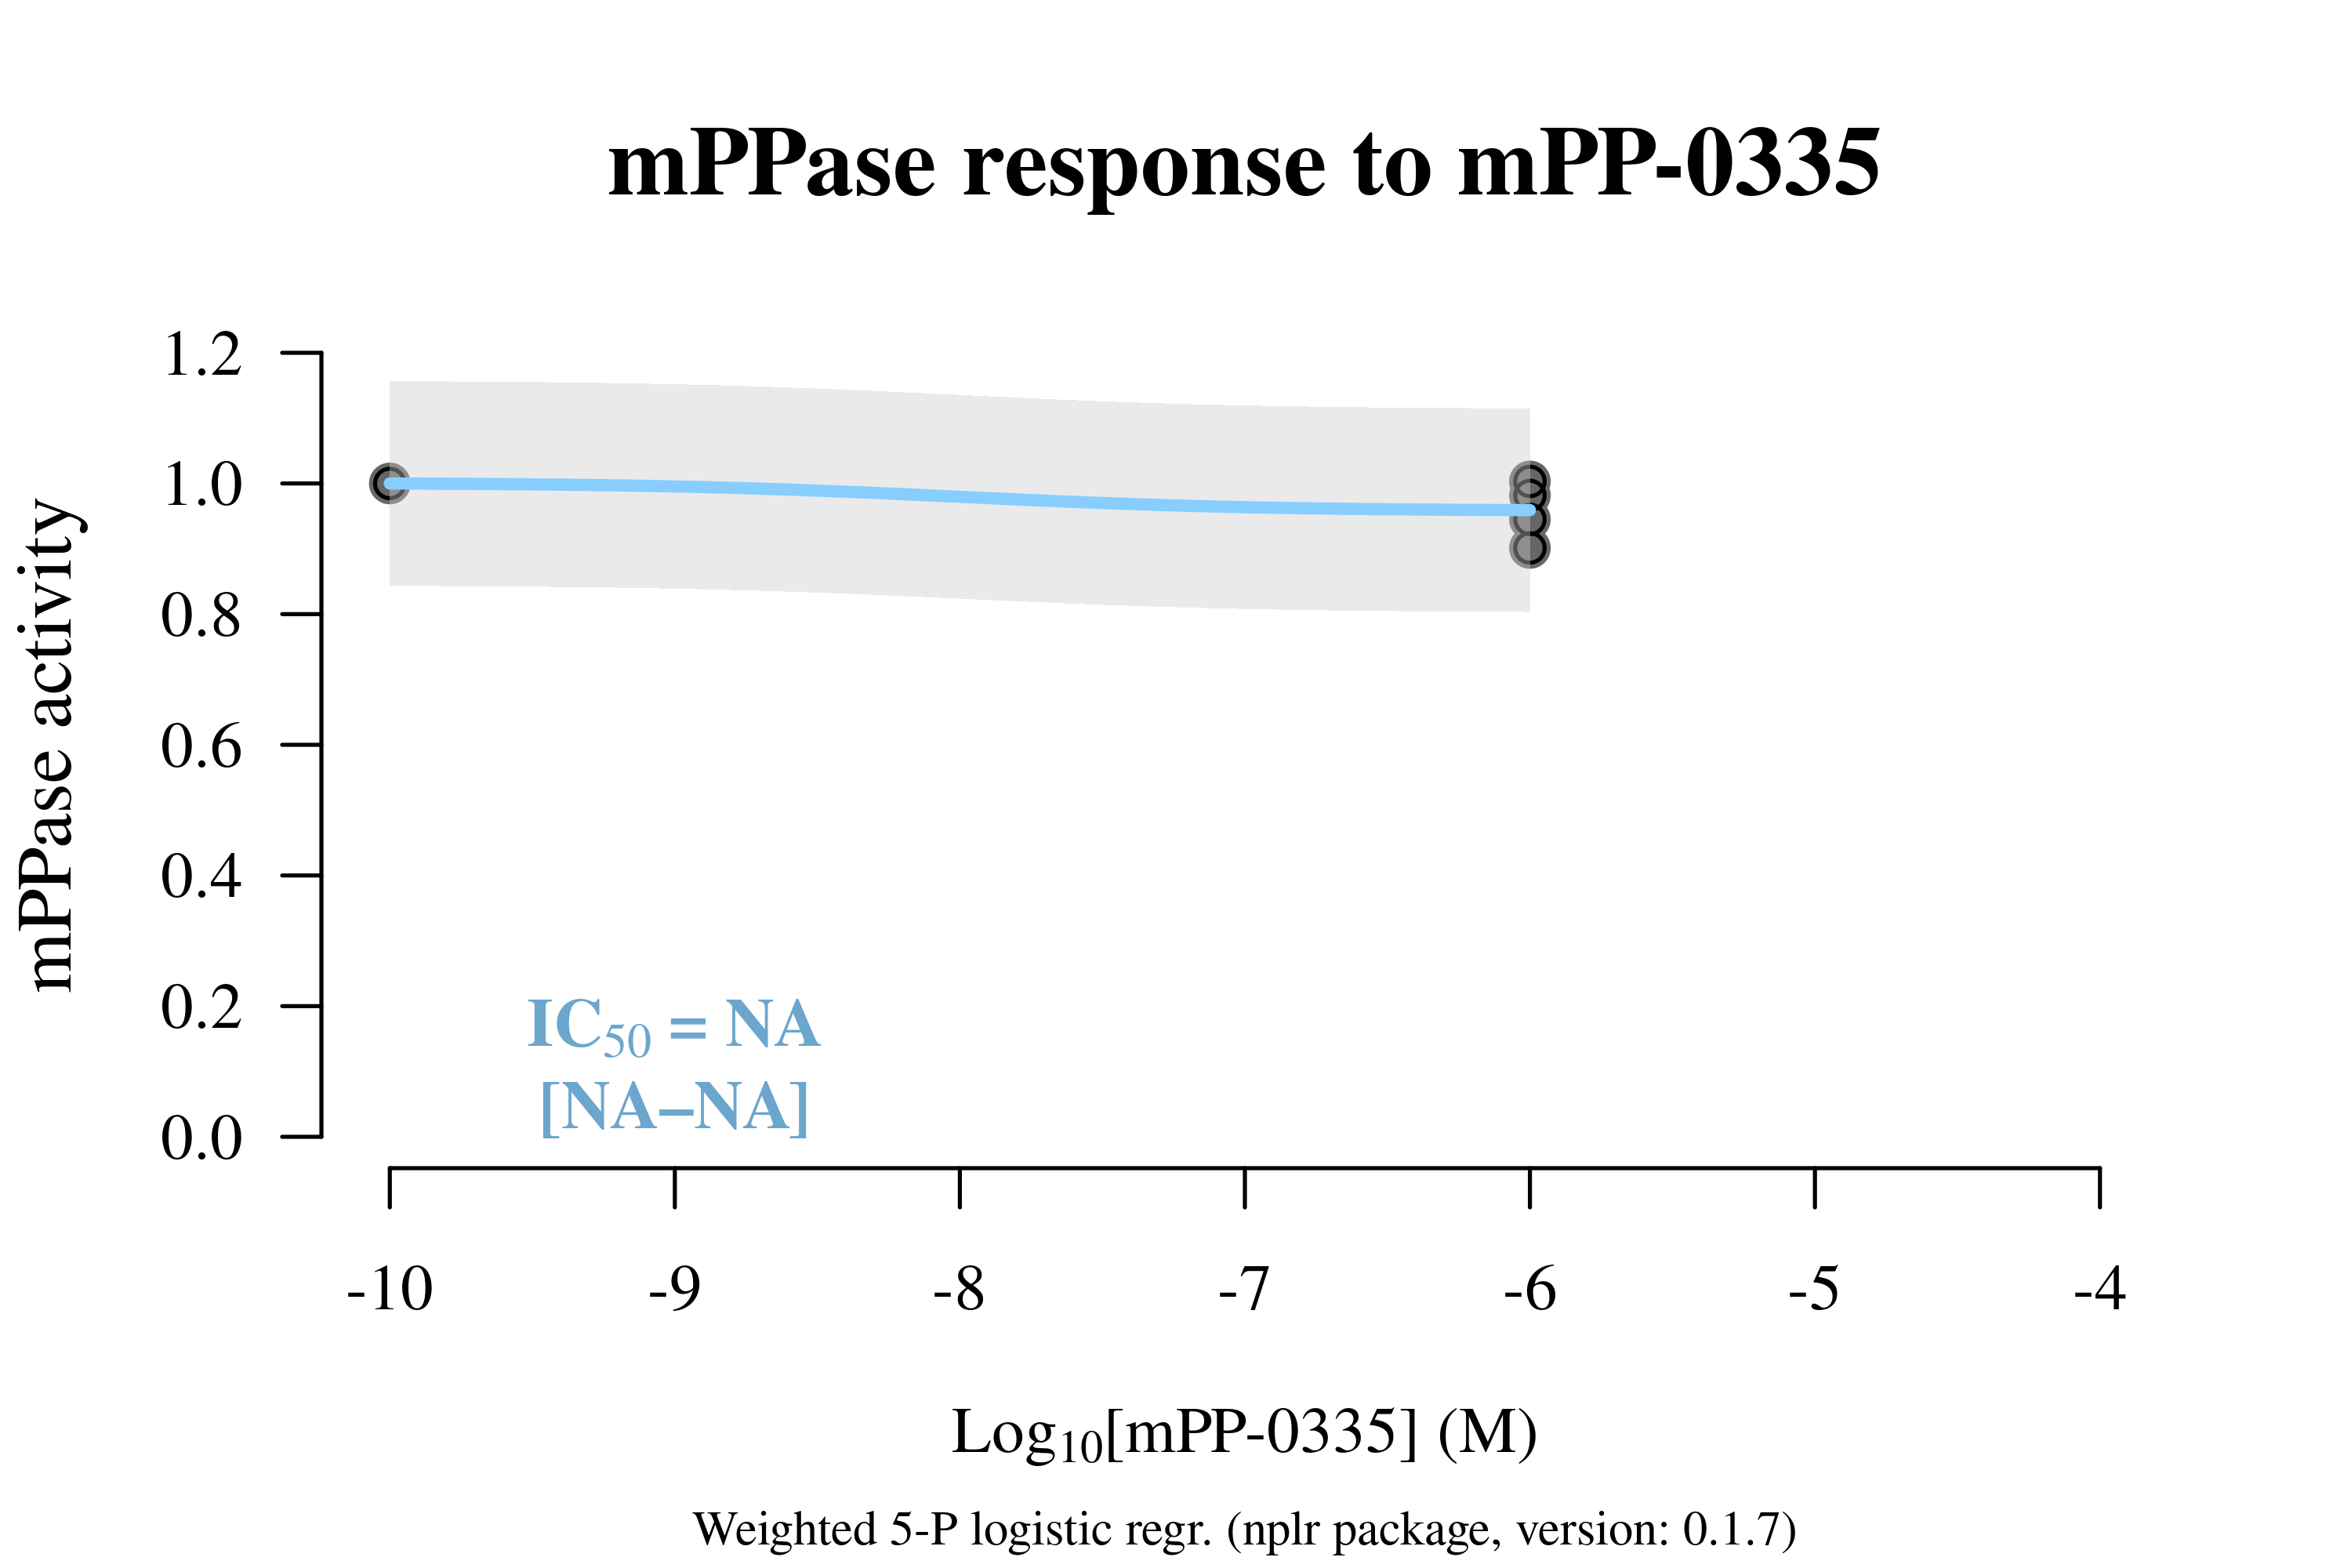 mPPase response to mPP-0335
mPPase activity
1.2
1.0
0.8
0.6
0.4
0.2
0.0
IC50 = NA
[NA–NA]
-10 -9 -8 -7 -6 -5 -4
Log10[mPP-0335] (M)
Weighted 5-P logistic regr. (nplr package, version: 0.1.7)